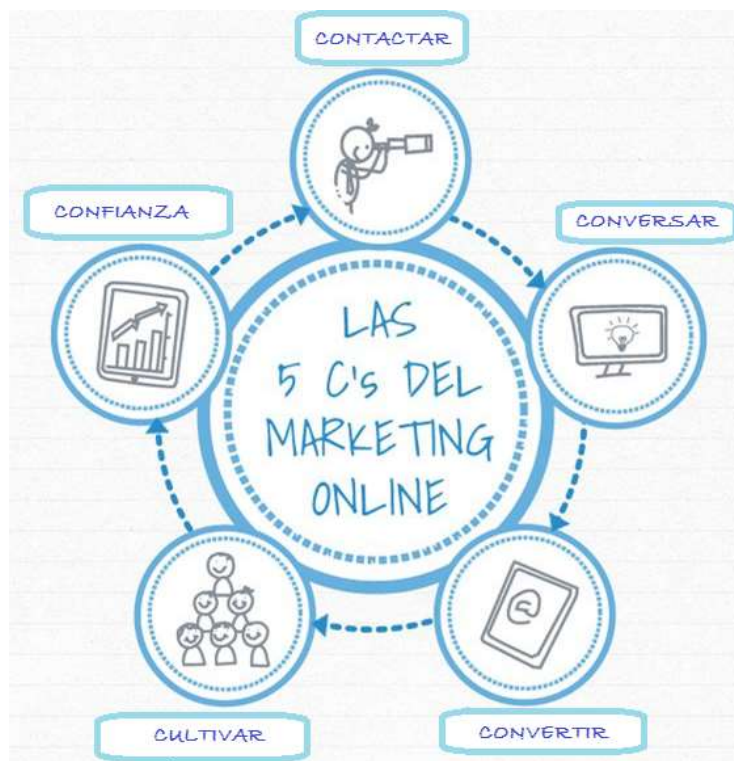 CONTACTAR
CONFIANZA
CONVERSAR
LAS
5 C's DEL
MARKETING
ONLINE
@
CULTIVAR
CONVERTIR